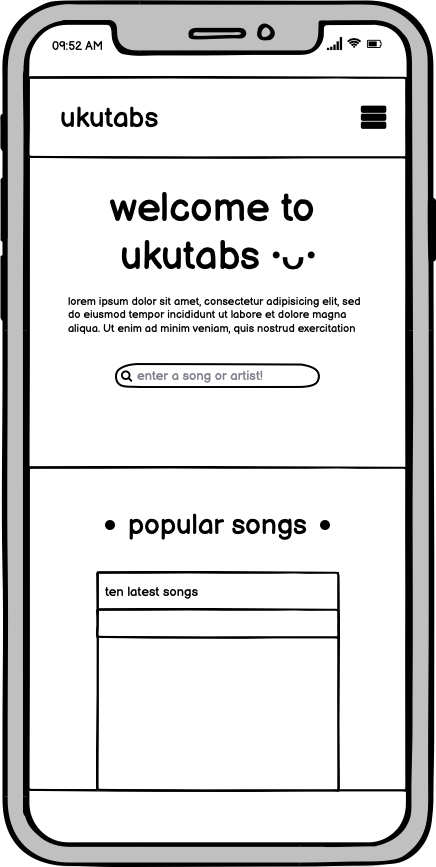 09:52 AM
ukutabs
welcome to
ukutabs •ᴗ•
lorem ipsum dolor sit amet, consectetur adipisicing elit, sed
do eiusmod tempor incididunt ut labore et dolore magna
aliqua. Ut enim ad minim veniam, quis nostrud exercitation
enter a song or artist!
• popular songs •
ten latest songs